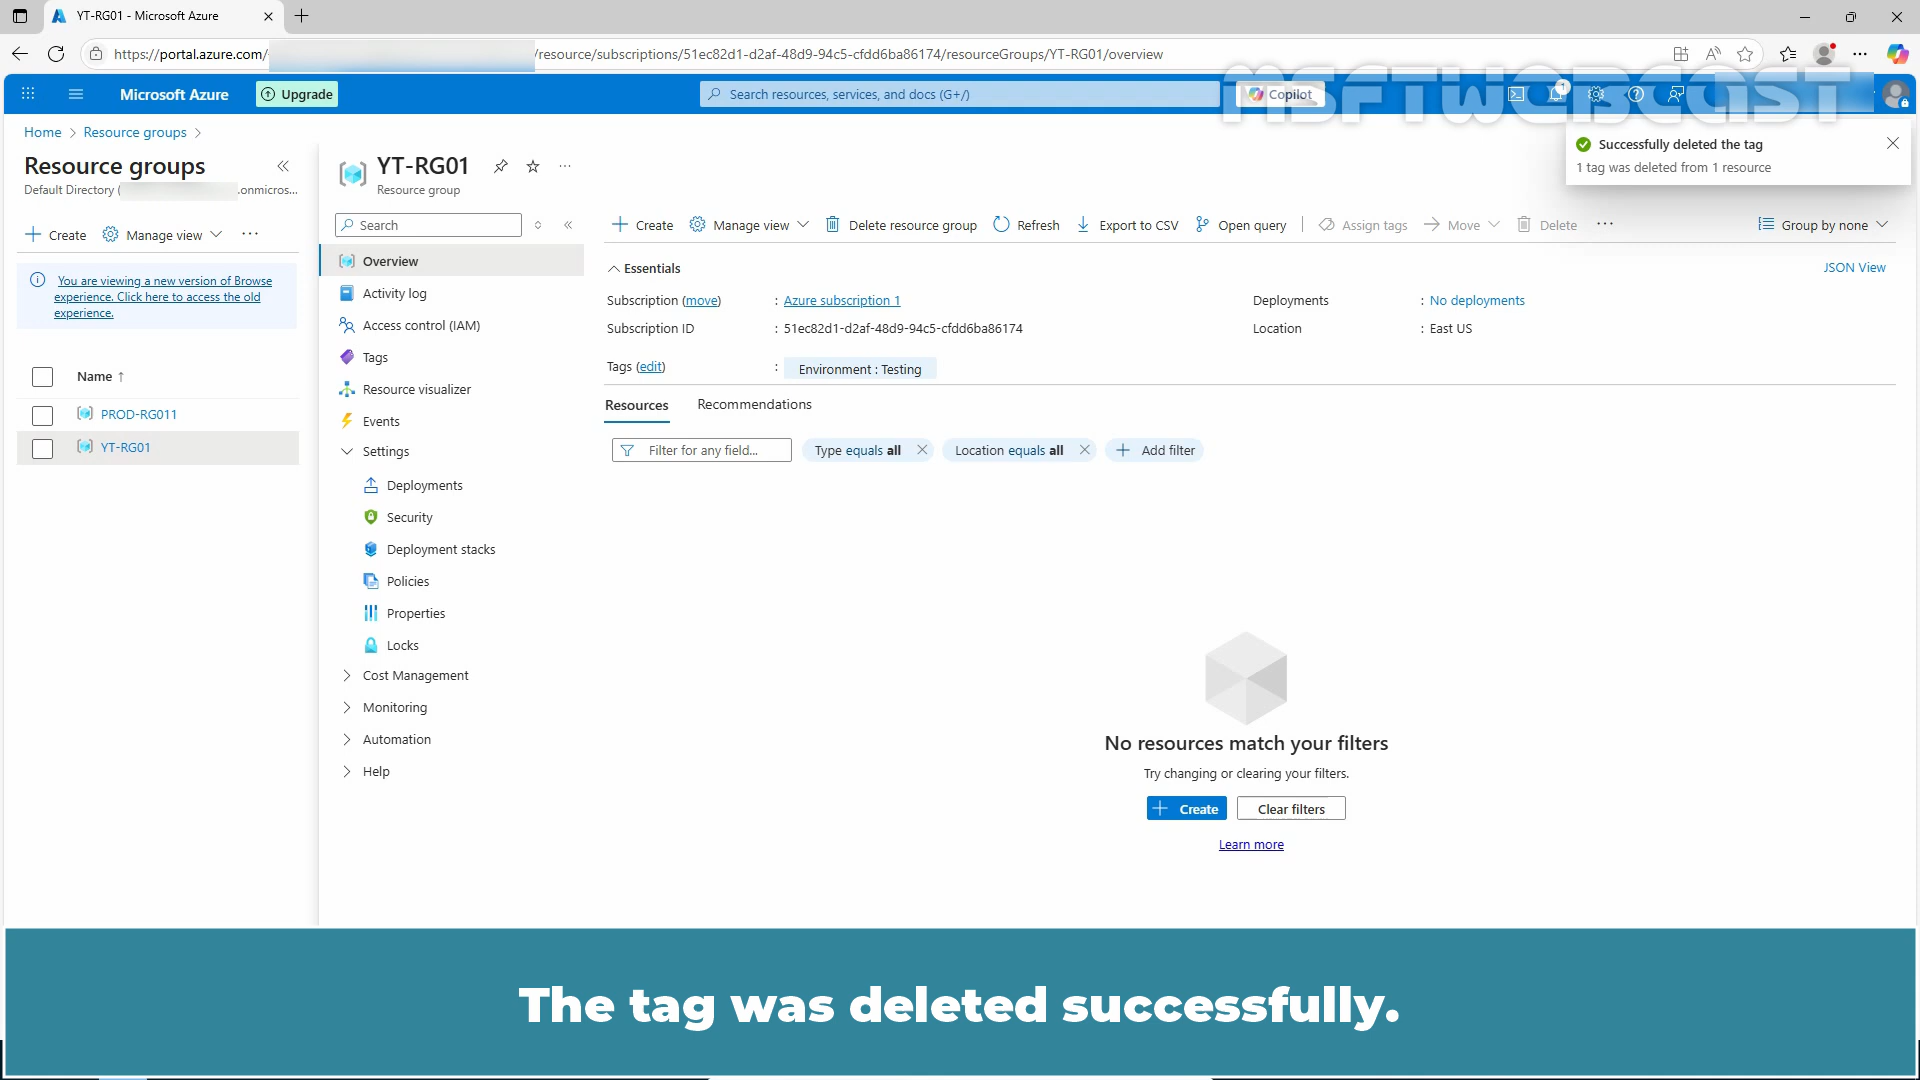 YT-RG01 - Microsoft Azure
https://portal.azure.com/
/resource/subscriptions/51ec82d1-d2af-48d9-94c5-cfdd6ba86174/resourceGroups/YT-RG01/overview
Microsoft Azure
Upgrade
Search resources, services, and docs (G+/)
Copilot
1
MSFTWEBCAST
Home > Resource groups >
Successfully deleted the tag
1 tag was deleted from 1 resource
Resource groups
Default Directory (
.onmicros...
Create
Manage view
You are viewing a new version of Browse
experience. Click here to access the old
experience.
Name ↑
PROD-RG011
YT-RG01
YT-RG01
Resource group
Search
Overview
Activity log
Access control (IAM)
Tags
Resource visualizer
Events
Settings
Deployments
Security
Deployment stacks
Policies
Properties
Locks
Cost Management
Monitoring
Automation
Help
Create
Manage view
Delete resource group
Refresh
Export to CSV
Open query
Assign tags
Move
Delete
Group by none
Essentials
JSON View
Subscription (move) : Azure subscription 1
Deployments : No deployments
Subscription ID : 51ec82d1-d2af-48d9-94c5-cfdd6ba86174
Location : East US
Tags (edit) : Environment : Testing
Resources
Recommendations
Filter for any field...
Type equals all
Location equals all
Add filter
No resources match your filters
Try changing or clearing your filters.
Create
Clear filters
Learn more
The tag was deleted successfully.